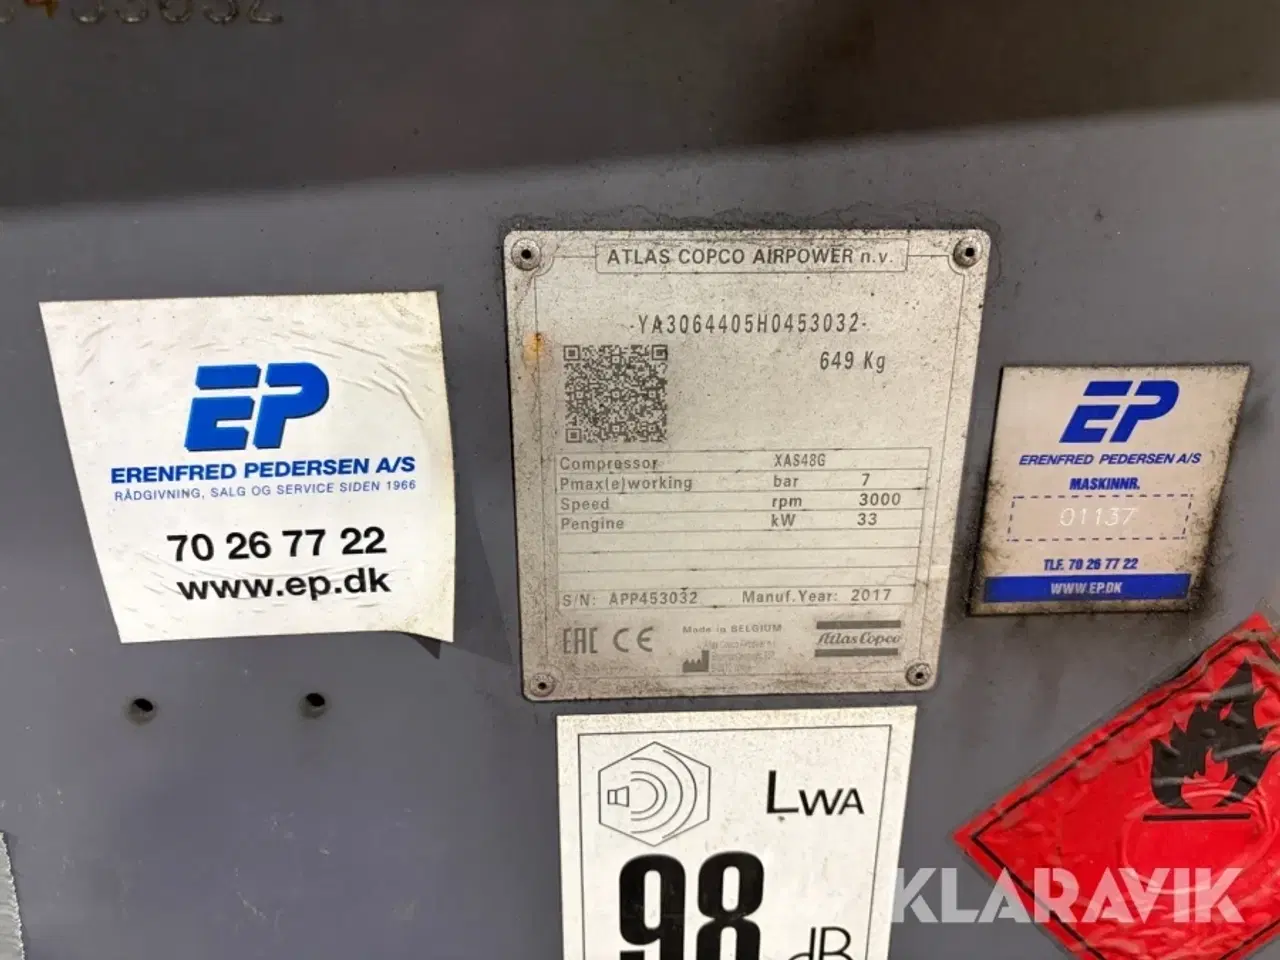 ATLAS COPCO AIRPOWER n.v.
-YA3064405H0453032-
649 Kg
Compressor XAS48G
Pmax(e)working bar 7
Speed rpm 3000
Pengine kW 33
S/N: APP453032 Manuf.Year: 2017
EAC CE
Made in BELGIUM
Atlas Copco
EP
ERENFRED PEDERSEN A/S
RÅDGIVNING, SALG OG SERVICE SIDEN 1966
70 26 77 22
www.ep.dk
EP
ERENFRED PEDERSEN A/S
MASKINNR.
01137
TLF. 70 26 77 22
WWW.EP.DK
LWA
98
dB
KLARAVIK